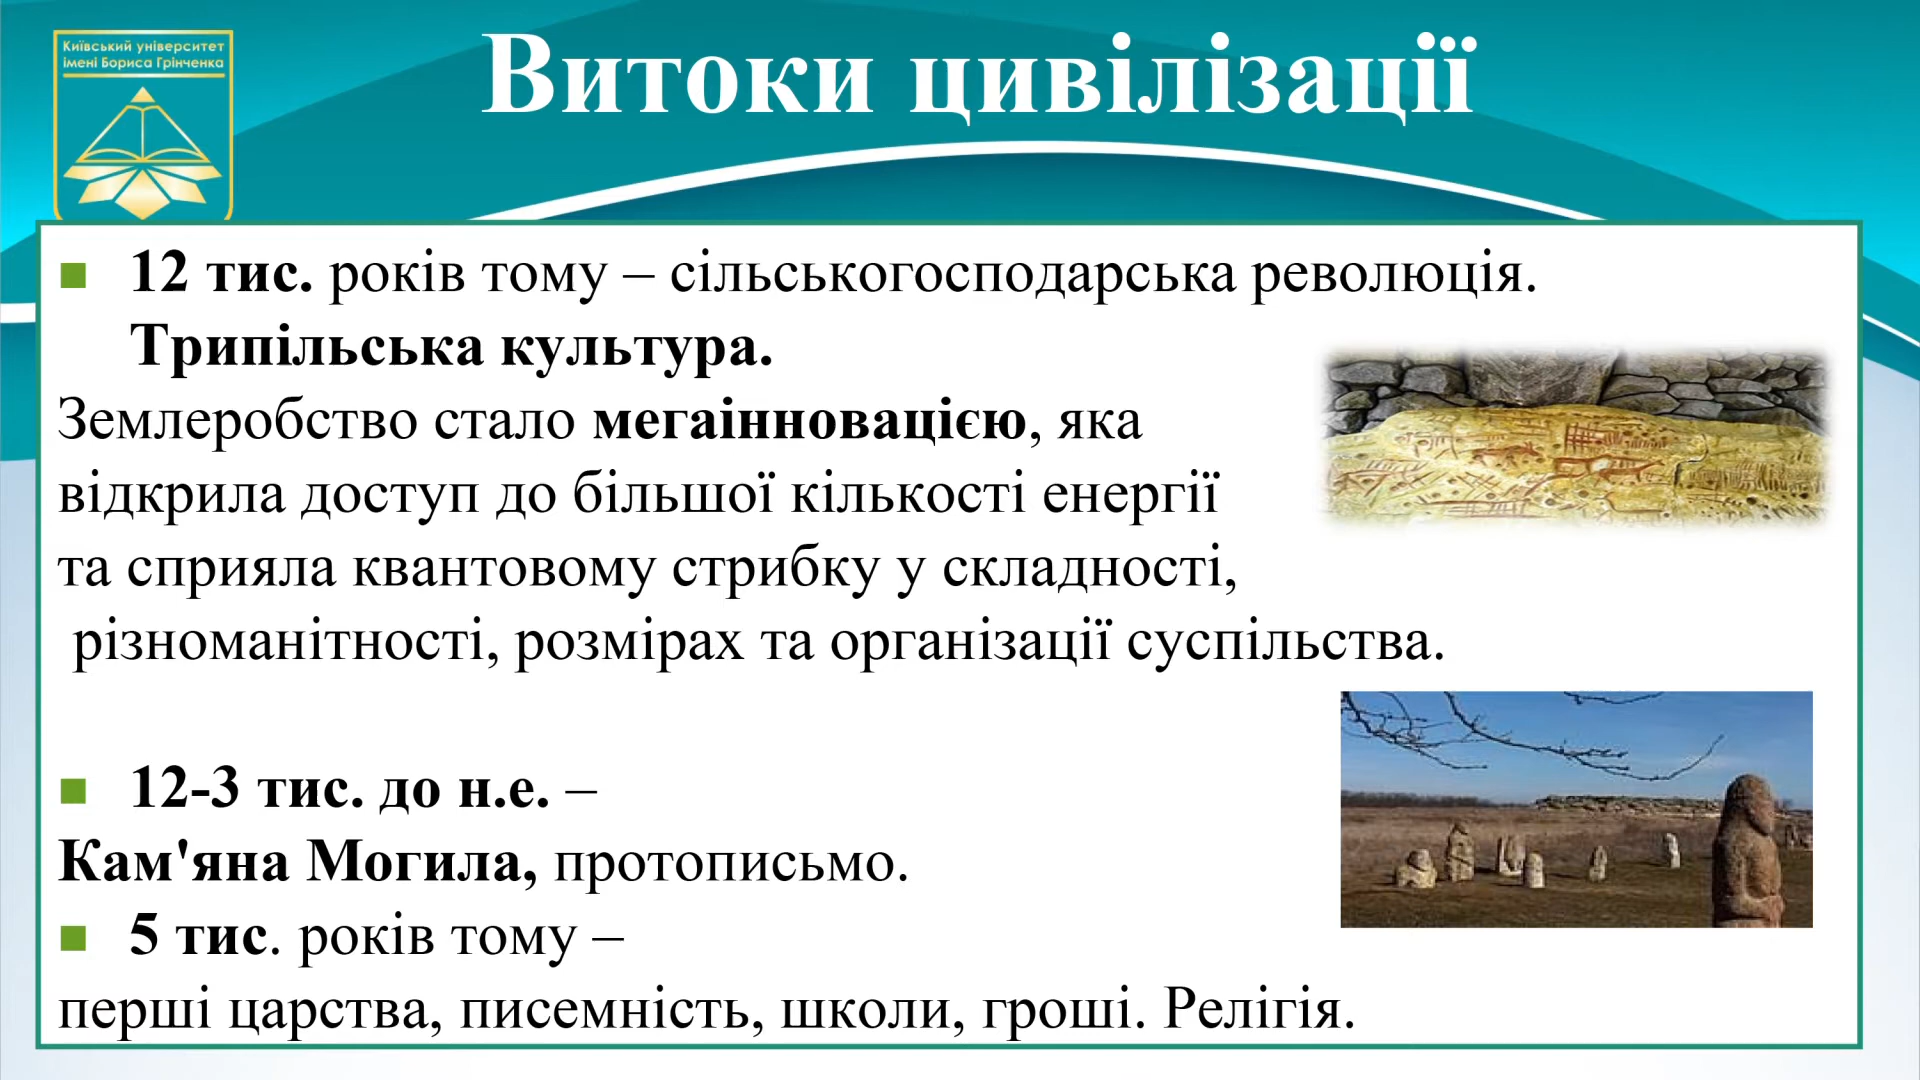 Київський університет
імені Бориса Грінченка
Витоки цивілізації
12 тис. років тому – сільськогосподарська революція.
Трипільська культура.
Землеробство стало мегаінновацією, яка
відкрила доступ до більшої кількості енергії
та сприяла квантовому стрибку у складності,
різноманітності, розмірах та організації суспільства.
12-3 тис. до н.е. –
Кам'яна Могила, протописьмо.
5 тис. років тому –
перші царства, писемність, школи, гроші. Релігія.